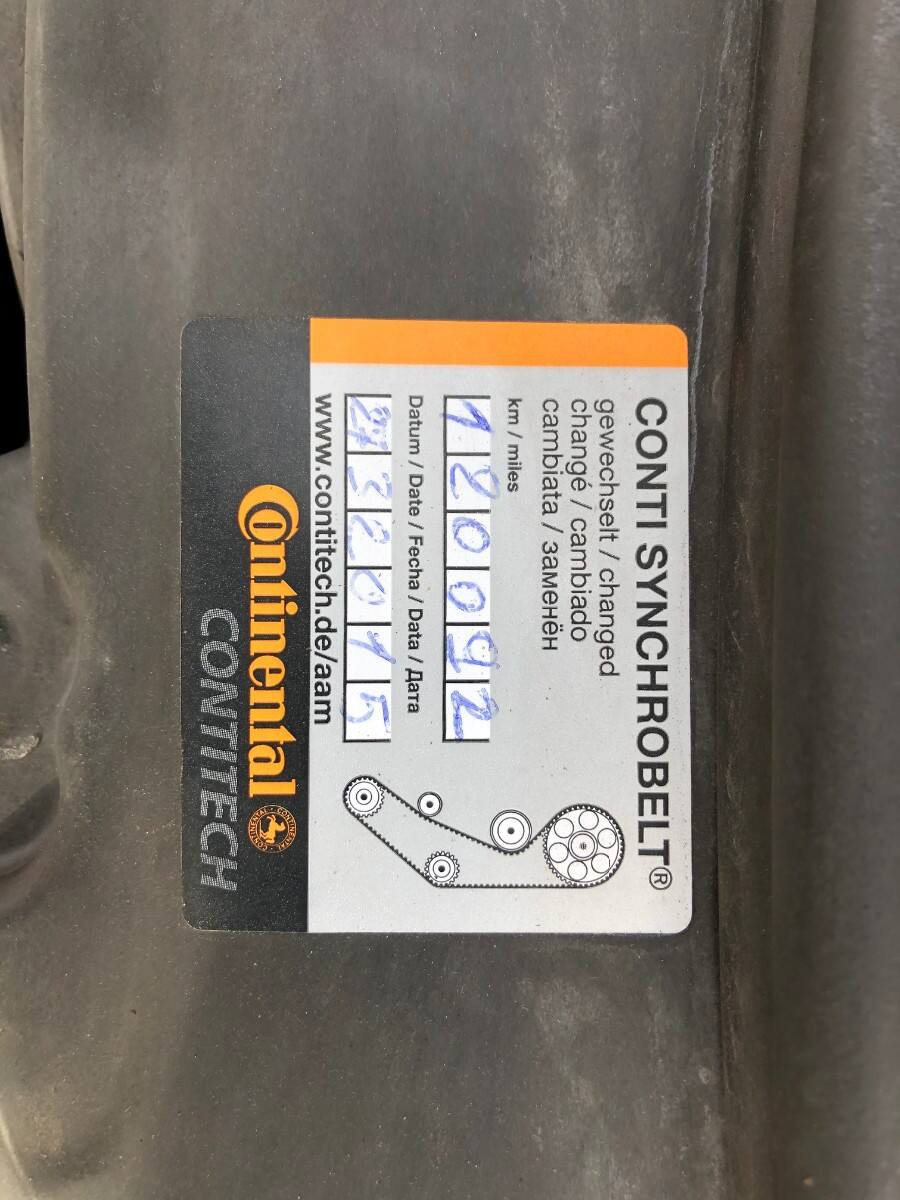 CONTI SYNCHROBELT®
gewechselt / changed
changé / cambiado
cambiata / заменён
km / miles
120092
Datum / Date / Fecha / Data / Дата
27 3 2015
www.contitech.de/aam
Continental
CONTITECH